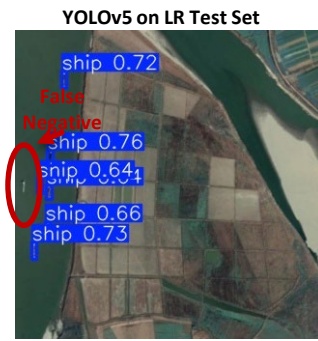 YOLOv5 on LR Test Set
ship 0.72
False
Negative
ship 0.76
ship 0.64
ship 0.66
ship 0.73